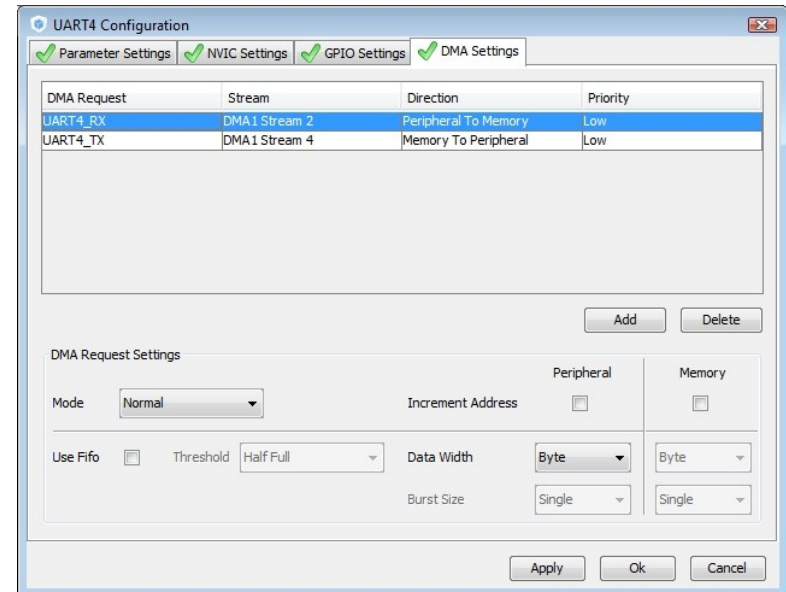 UART4 Configuration
Parameter Settings NVIC Settings GPIO Settings DMA Settings
DMA Request Stream Direction Priority
UART4_RX DMA1 Stream 2 Peripheral To Memory Low
UART4_TX DMA1 Stream 4 Memory To Peripheral Low
Add Delete
DMA Request Settings
Peripheral Memory
Mode Normal Increment Address
Use Fifo Threshold Half Full Data Width Byte Byte
Burst Size Single Single
Apply Ok Cancel